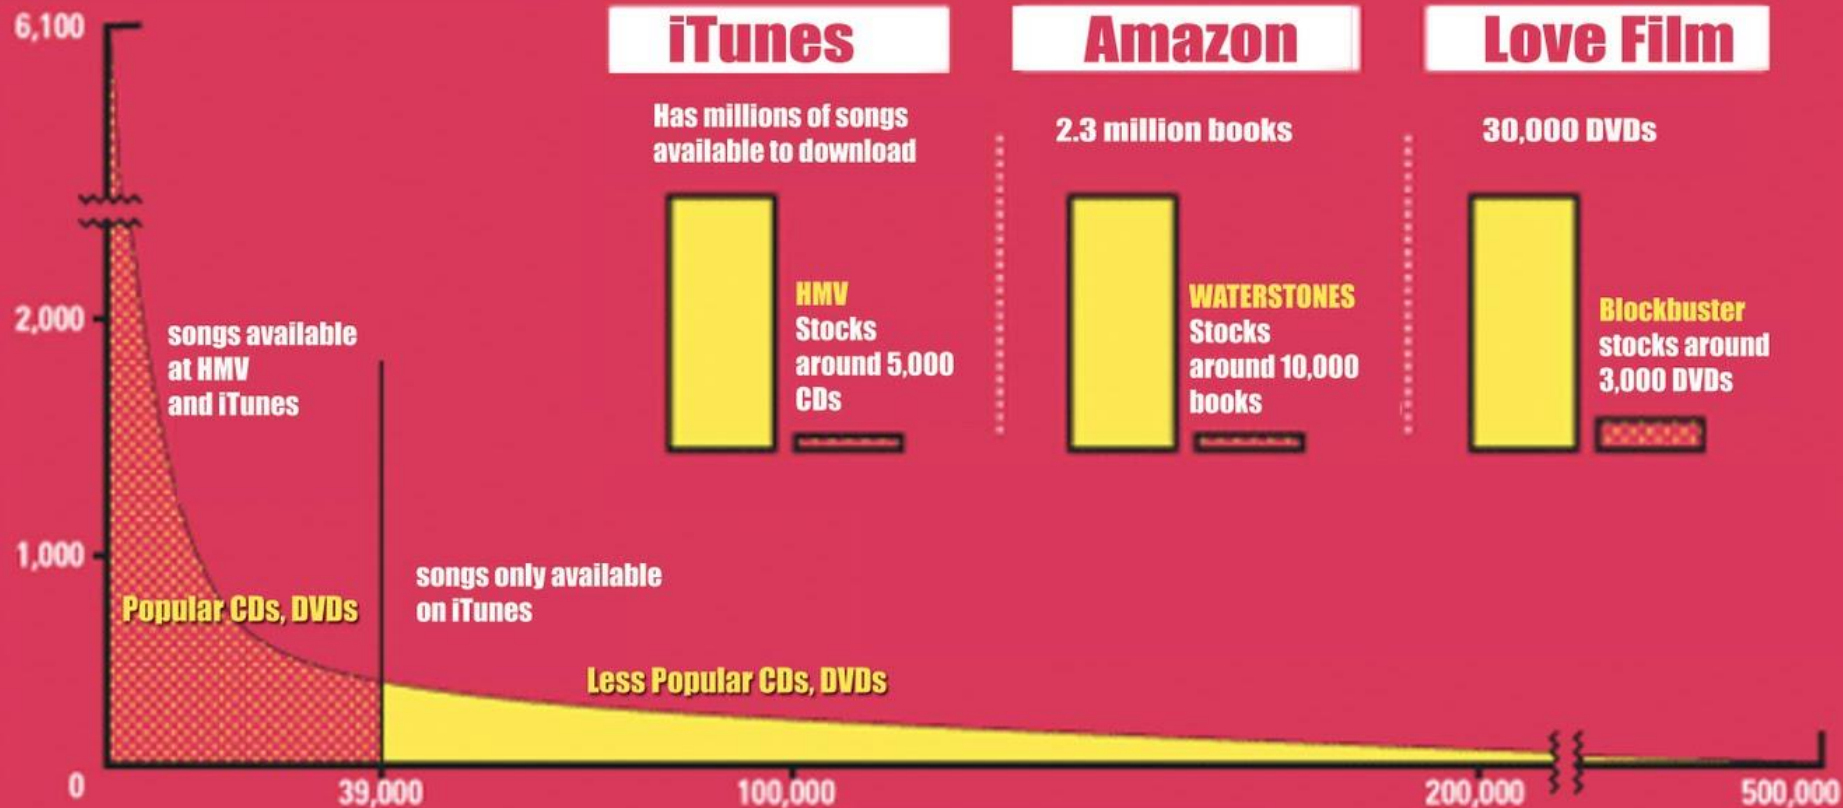 6,100
2,000
1,000
0
songs available
at HMV
and iTunes
Popular CDs, DVDs
songs only available
on iTunes
Less Popular CDs, DVDs
39,000
100,000
200,000
500,000
iTunes
Has millions of songs
available to download
HMV
Stocks
around 5,000
CDs
Amazon
2.3 million books
WATERSTONES
Stocks
around 10,000
books
Love Film
30,000 DVDs
Blockbuster
stocks around
3,000 DVDs